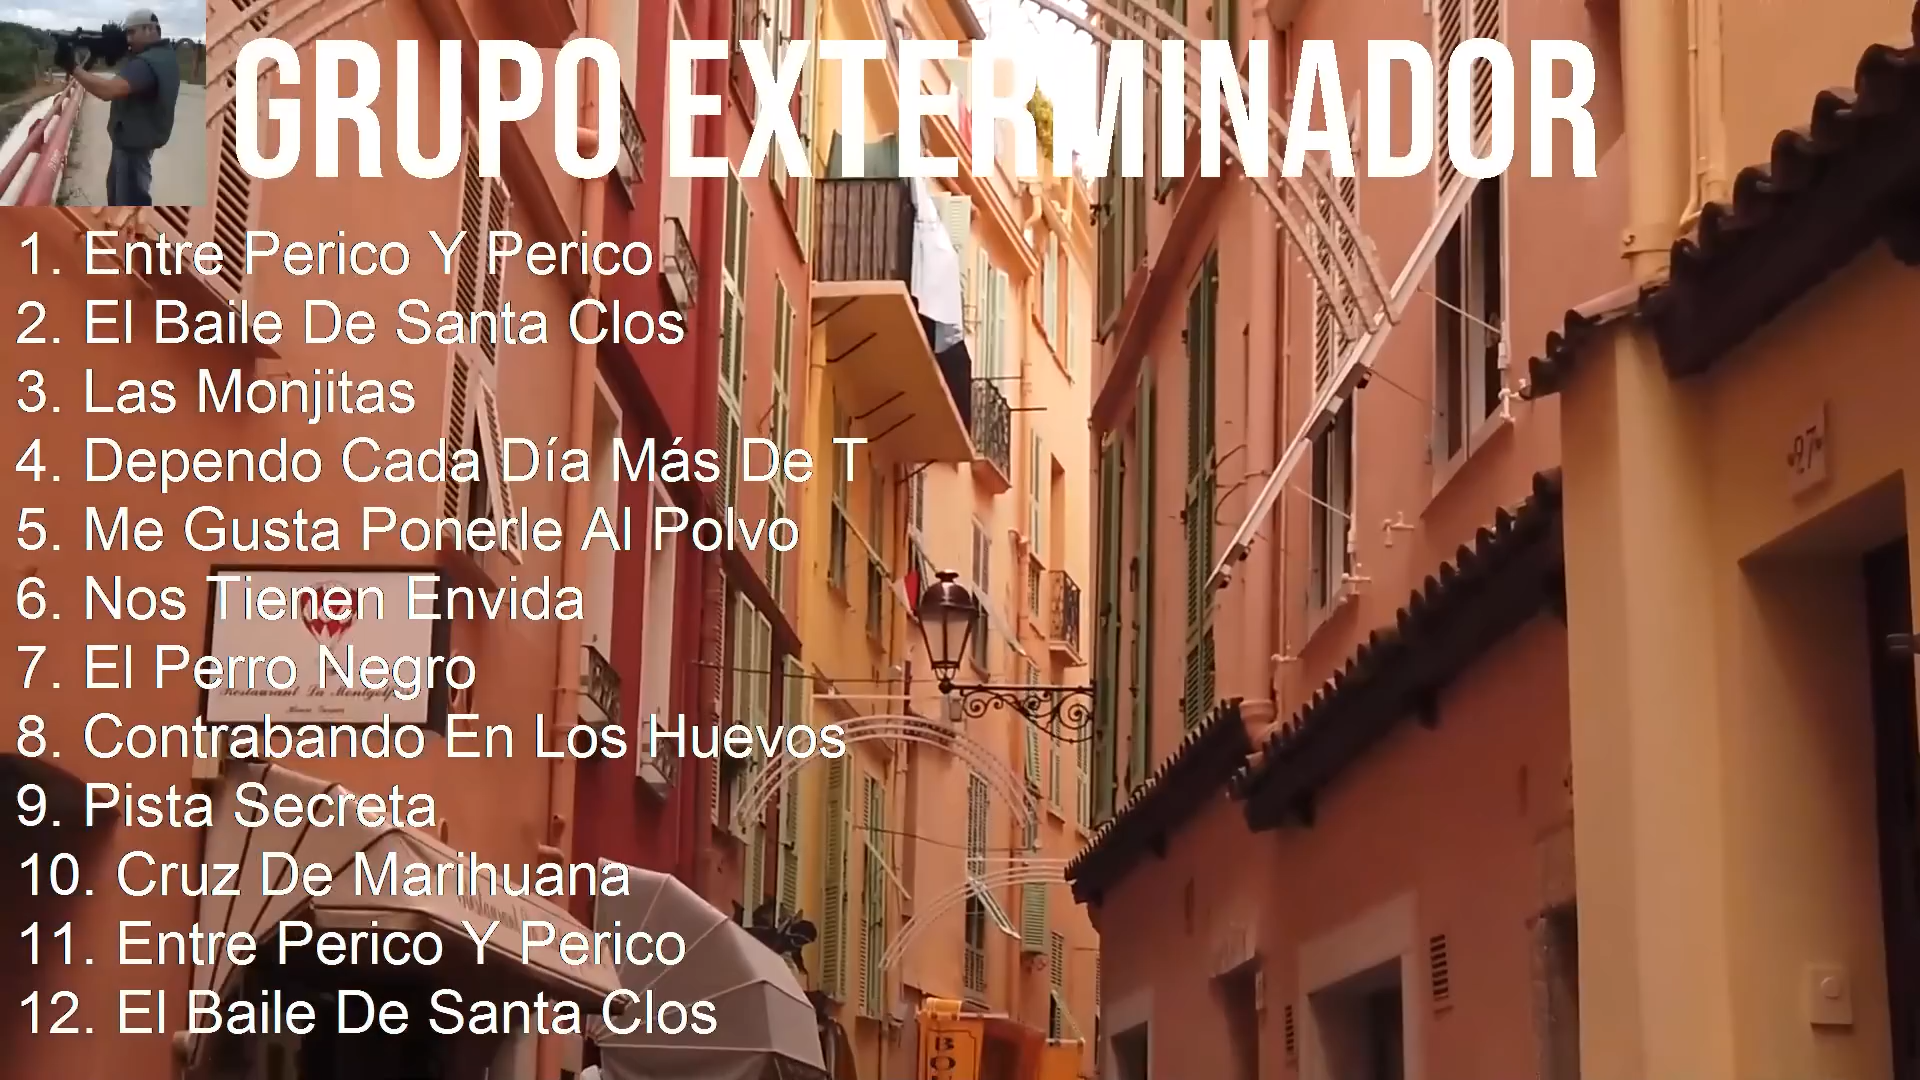 GRUPO EXTERMINADOR
1. Entre Perico Y Perico
2. El Baile De Santa Clos
3. Las Monjitas
4. Dependo Cada Día Más De T
5. Me Gusta Ponerle Al Polvo
6. Nos Tienen Envida
7. El Perro Negro
8. Contrabando En Los Huevos
9. Pista Secreta
10. Cruz De Marihuana
11. Entre Perico Y Perico
12. El Baile De Santa Clos
Restaurant La
27